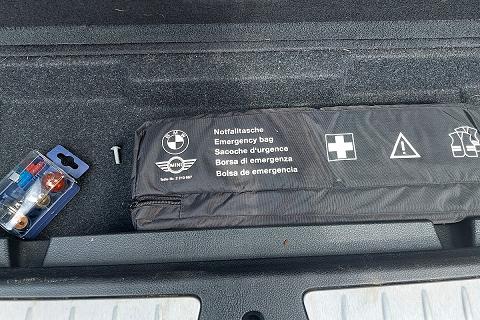 BMW
MINI
Notfalltasche
Emergency bag
Sacoche d'urgence
Borsa di emergenza
Bolsa de emergencia